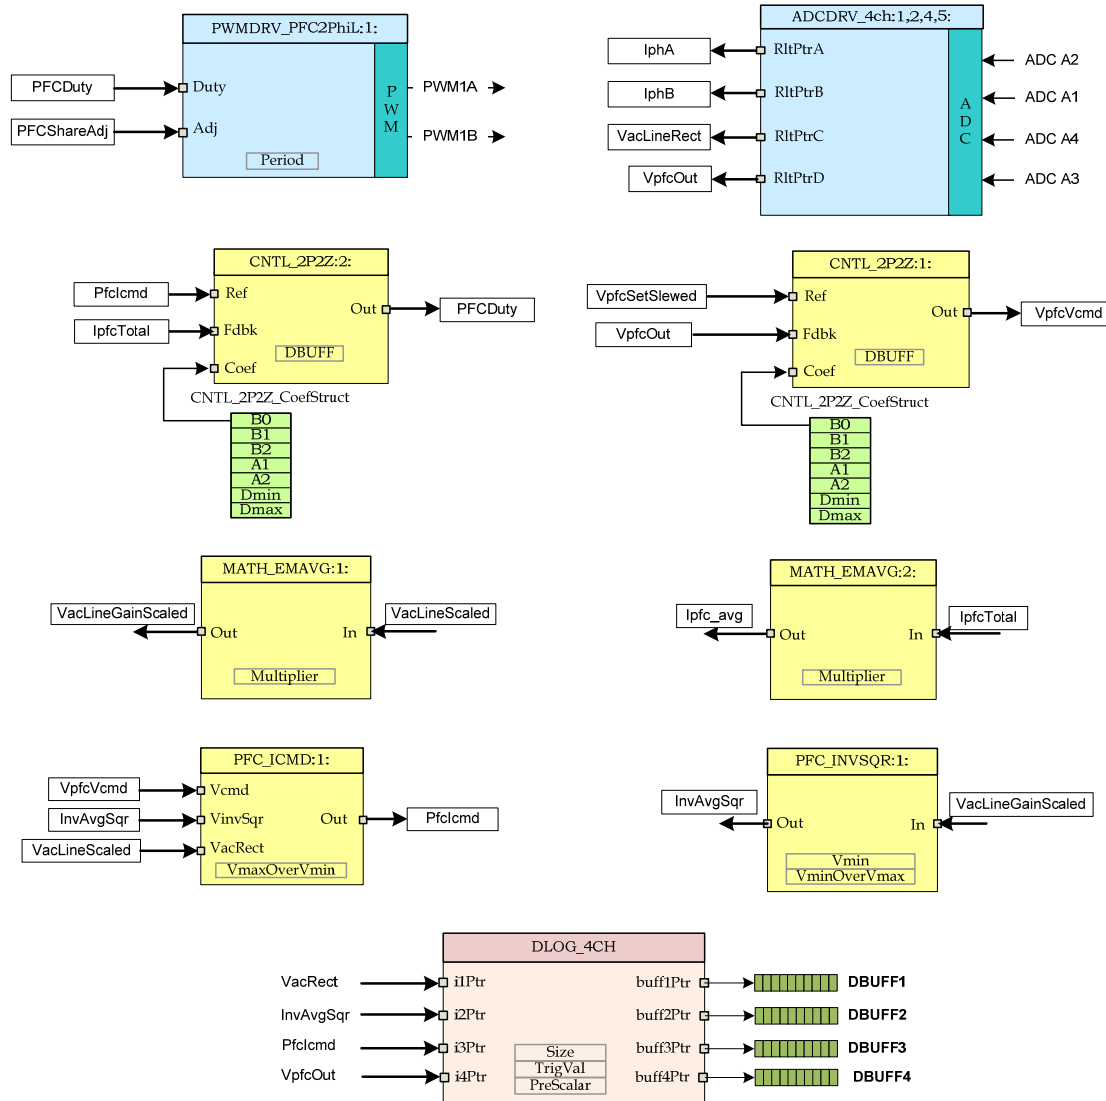 PWMDRV_PFC2PhiL:1:
PFCDuty
Duty
PFCShareAdj
Adj
Period
PWM
PWM1A
PWM1B
ADCDRV_4ch:1,2,4,5:
IphA
RltPtrA
IphB
RltPtrB
VacLineRect
RltPtrC
VpfcOut
RltPtrD
ADC
ADC A2
ADC A1
ADC A4
ADC A3
CNTL_2P2Z:2:
PfcIcmd
Ref
IpfcTotal
Fdbk
Coef
Out
PFCDuty
DBUFF
CNTL_2P2Z_CoefStruct
B0
B1
B2
A1
A2
Dmin
Dmax
CNTL_2P2Z:1:
VpfcSetSlewed
Ref
VpfcOut
Fdbk
Coef
Out
VpfcVcmd
DBUFF
CNTL_2P2Z_CoefStruct
B0
B1
B2
A1
A2
Dmin
Dmax
MATH_EMAVG:1:
VacLineGainScaled
Out
In
VacLineScaled
Multiplier
MATH_EMAVG:2:
Ipfc_avg
Out
In
IpfcTotal
Multiplier
PFC_ICMD:1:
VpfcVcmd
Vcmd
InvAvgSqr
VinvSqr
VacLineScaled
VacRect
Out
PfcIcmd
VmaxOverVmin
PFC_INVSQR:1:
InvAvgSqr
Out
In
VacLineGainScaled
Vmin
VminOverVmax
DLOG_4CH
VacRect
i1Ptr
buff1Ptr
DBUFF1
InvAvgSqr
i2Ptr
buff2Ptr
DBUFF2
PfcIcmd
i3Ptr
buff3Ptr
DBUFF3
VpfcOut
i4Ptr
buff4Ptr
DBUFF4
Size
TrigVal
PreScalar